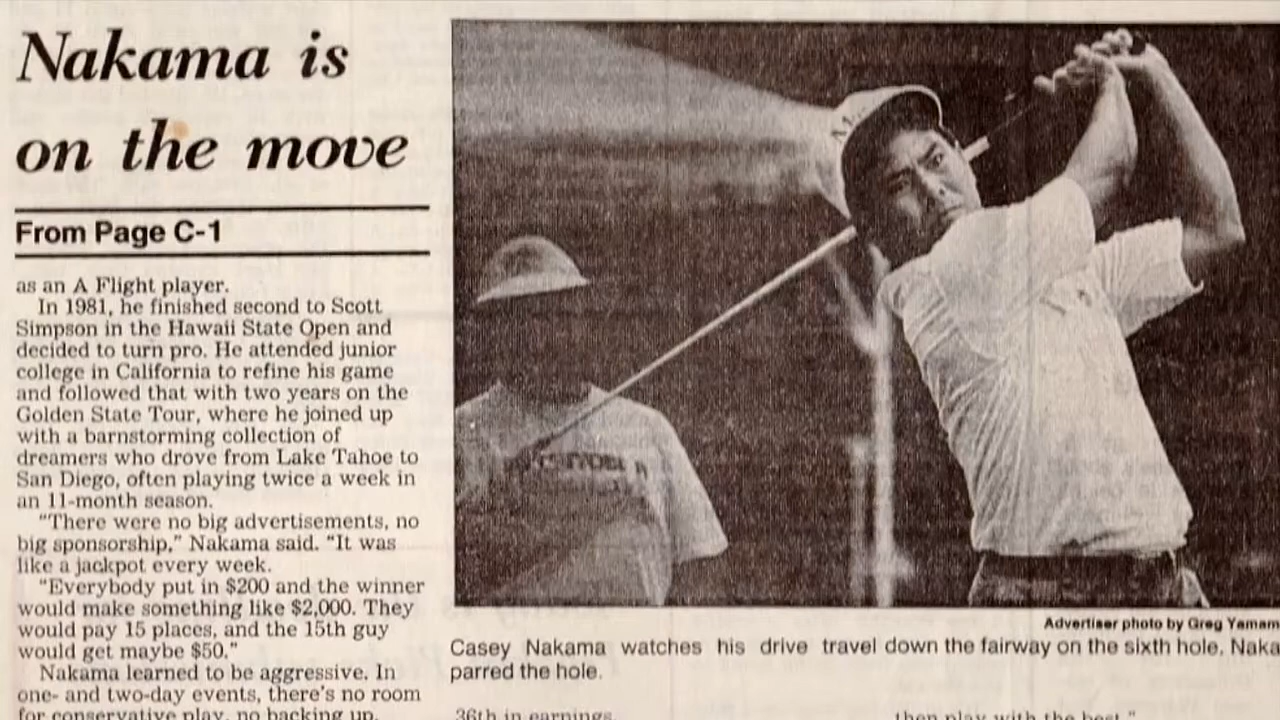 Nakama is
on the move
From Page C-1
as an A Flight player.
In 1981, he finished second to Scott
Simpson in the Hawaii State Open and
decided to turn pro. He attended junior
college in California to refine his game
and followed that with two years on the
Golden State Tour, where he joined up
with a barnstorming collection of
dreamers who drove from Lake Tahoe to
San Diego, often playing twice a week in
an 11-month season.
"There were no big advertisements, no
big sponsorship," Nakama said. "It was
like a jackpot every week.
"Everybody put in $200 and the winner
would make something like $2,000. They
would pay 15 places, and the 15th guy
would get maybe $50."
Nakama learned to be aggressive. In
one- and two-day events, there's no room
for conservative play, no backing up.
Advertiser photo by Greg Yamam
Casey Nakama watches his drive travel down the fairway on the sixth hole. Naka
parred the hole.
36th in earnings.
then play with the best."